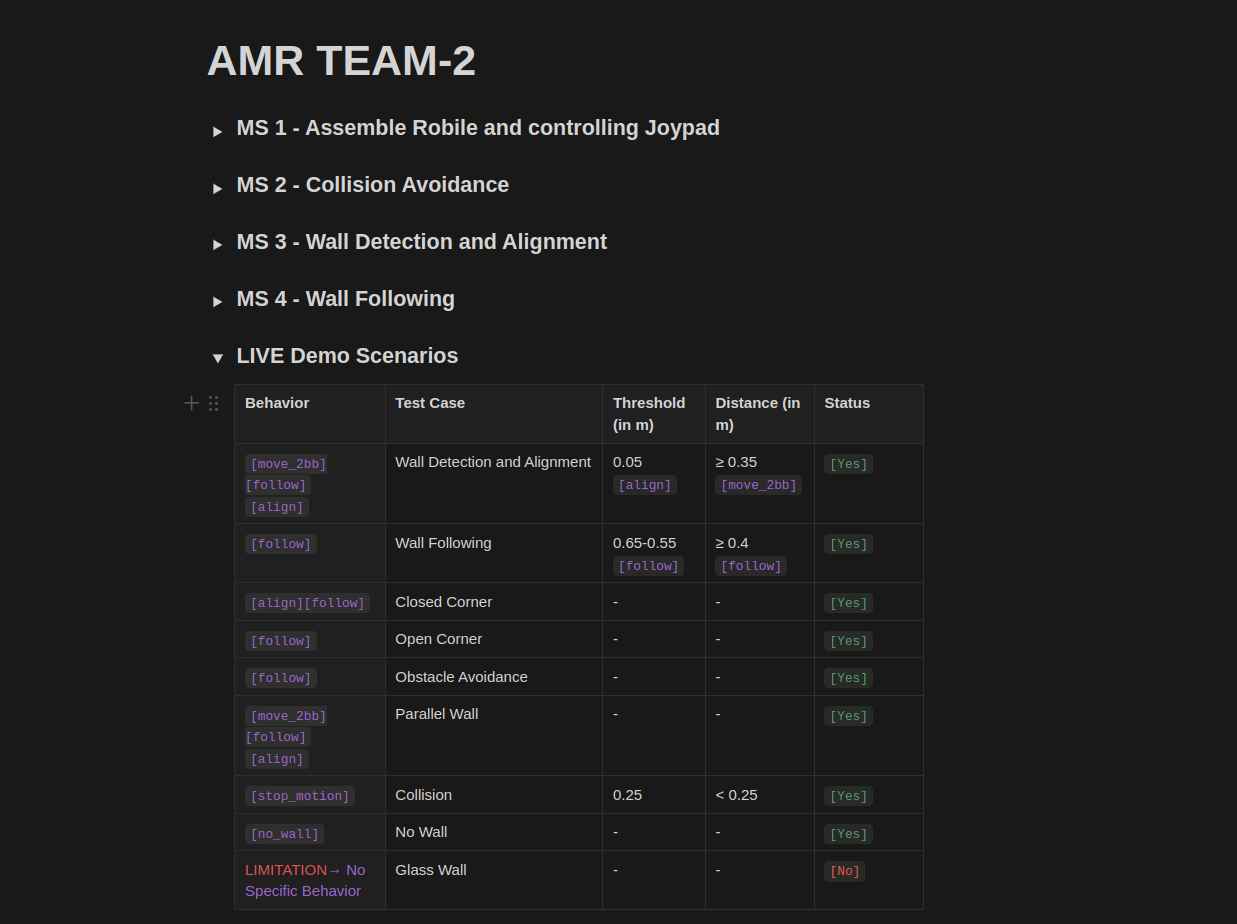 AMR TEAM-2
MS 1 - Assemble Robile and controlling Joypad
MS 2 - Collision Avoidance
MS 3 - Wall Detection and Alignment
MS 4 - Wall Following
LIVE Demo Scenarios
Behavior Test Case Threshold (in m) Distance (in m) Status
[move_2bb][follow][align] Wall Detection and Alignment 0.05 [align] ≥ 0.35 [move_2bb] [Yes]
[follow] Wall Following 0.65-0.55 [follow] ≥ 0.4 [follow] [Yes]
[align][follow] Closed Corner - - [Yes]
[follow] Open Corner - - [Yes]
[follow] Obstacle Avoidance - - [Yes]
[move_2bb][follow][align] Parallel Wall - - [Yes]
[stop_motion] Collision 0.25 < 0.25 [Yes]
[no_wall] No Wall - - [Yes]
LIMITATION→ No Specific Behavior Glass Wall - - [No]